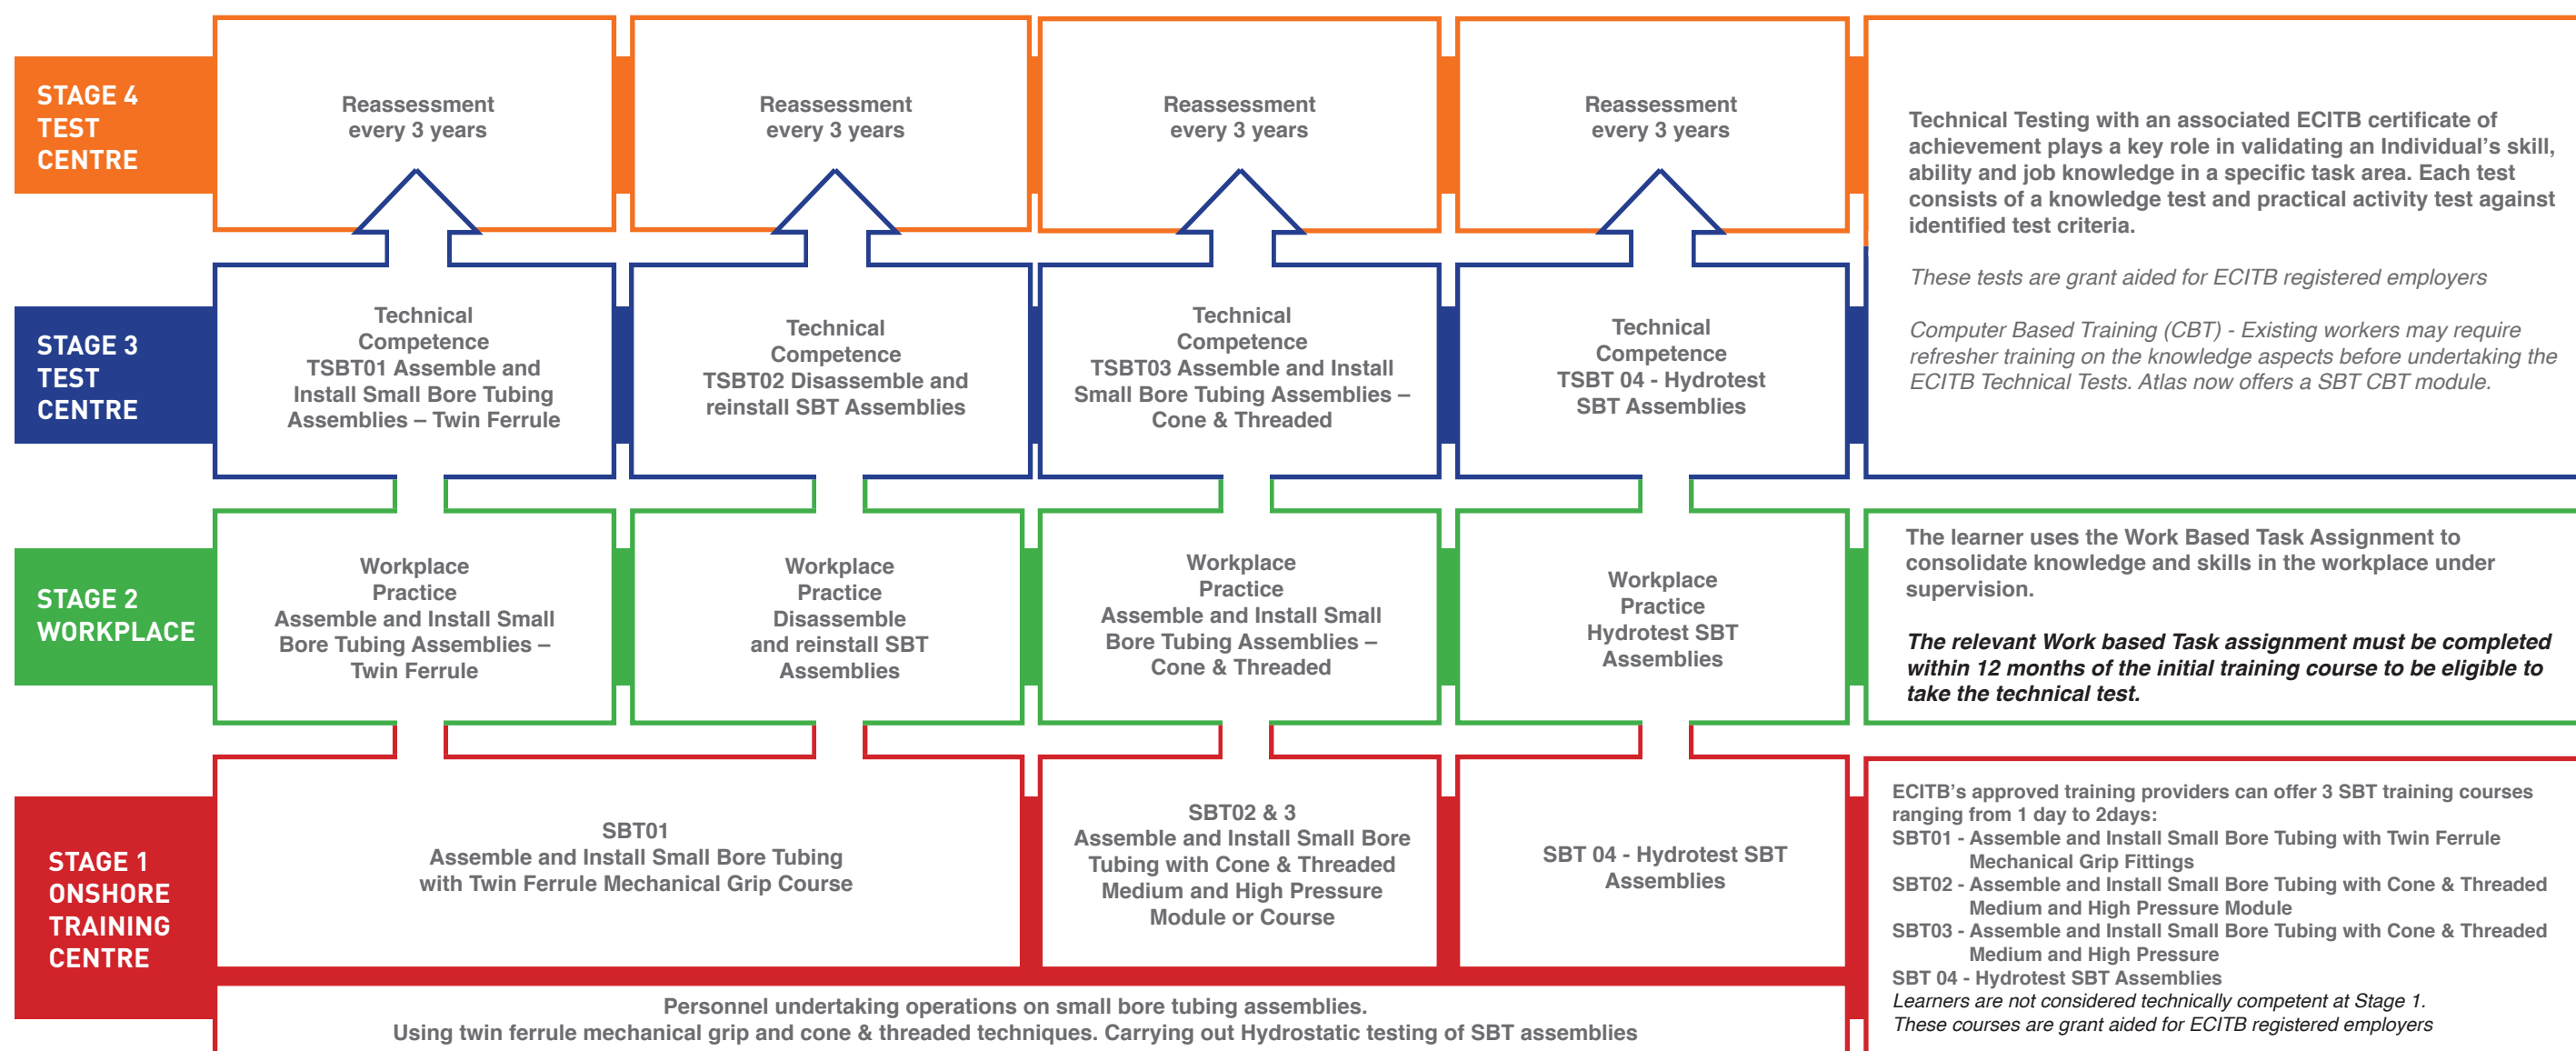 STAGE 4
TEST
CENTRE
Reassessment
every 3 years
Reassessment
every 3 years
Reassessment
every 3 years
Reassessment
every 3 years
Technical Testing with an associated ECITB certificate of
achievement plays a key role in validating an Individual's skill,
ability and job knowledge in a specific task area. Each test
consists of a knowledge test and practical activity test against
identified test criteria.
These tests are grant aided for ECITB registered employers
Computer Based Training (CBT) - Existing workers may require
refresher training on the knowledge aspects before undertaking the
ECITB Technical Tests. Atlas now offers a SBT CBT module.
STAGE 3
TEST
CENTRE
Technical
Competence
TSBT01 Assemble and
Install Small Bore Tubing
Assemblies – Twin Ferrule
Technical
Competence
TSBT02 Disassemble and
reinstall SBT Assemblies
Technical
Competence
TSBT03 Assemble and Install
Small Bore Tubing Assemblies –
Cone & Threaded
Technical
Competence
TSBT 04 - Hydrotest
SBT Assemblies
STAGE 2
WORKPLACE
Workplace
Practice
Assemble and Install Small
Bore Tubing Assemblies –
Twin Ferrule
Workplace
Practice
Disassemble
and reinstall SBT
Assemblies
Workplace
Practice
Assemble and Install Small
Bore Tubing Assemblies –
Cone & Threaded
Workplace
Practice
Hydrotest SBT
Assemblies
The learner uses the Work Based Task Assignment to
consolidate knowledge and skills in the workplace under
supervision.
The relevant Work based Task assignment must be completed
within 12 months of the initial training course to be eligible to
take the technical test.
STAGE 1
ONSHORE
TRAINING
CENTRE
SBT01
Assemble and Install Small Bore Tubing
with Twin Ferrule Mechanical Grip Course
SBT02 & 3
Assemble and Install Small Bore
Tubing with Cone & Threaded
Medium and High Pressure
Module or Course
SBT 04 - Hydrotest SBT
Assemblies
ECITB's approved training providers can offer 3 SBT training courses
ranging from 1 day to 2days:
SBT01 - Assemble and Install Small Bore Tubing with Twin Ferrule
Mechanical Grip Fittings
SBT02 - Assemble and Install Small Bore Tubing with Cone & Threaded
Medium and High Pressure Module
SBT03 - Assemble and Install Small Bore Tubing with Cone & Threaded
Medium and High Pressure
SBT 04 - Hydrotest SBT Assemblies
Learners are not considered technically competent at Stage 1.
These courses are grant aided for ECITB registered employers
Personnel undertaking operations on small bore tubing assemblies.
Using twin ferrule mechanical grip and cone & threaded techniques. Carrying out Hydrostatic testing of SBT assemblies